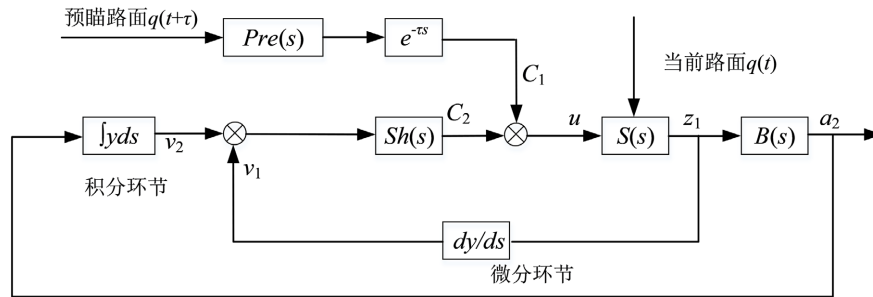 预瞄路面q(t+τ)
Pre(s)
e^{-τs}
当前路面q(t)
C₁
∫yds
v₂
Sh(s)
C₂
u
S(s)
z₁
B(s)
a₂
v₁
积分环节
dy/ds
微分环节